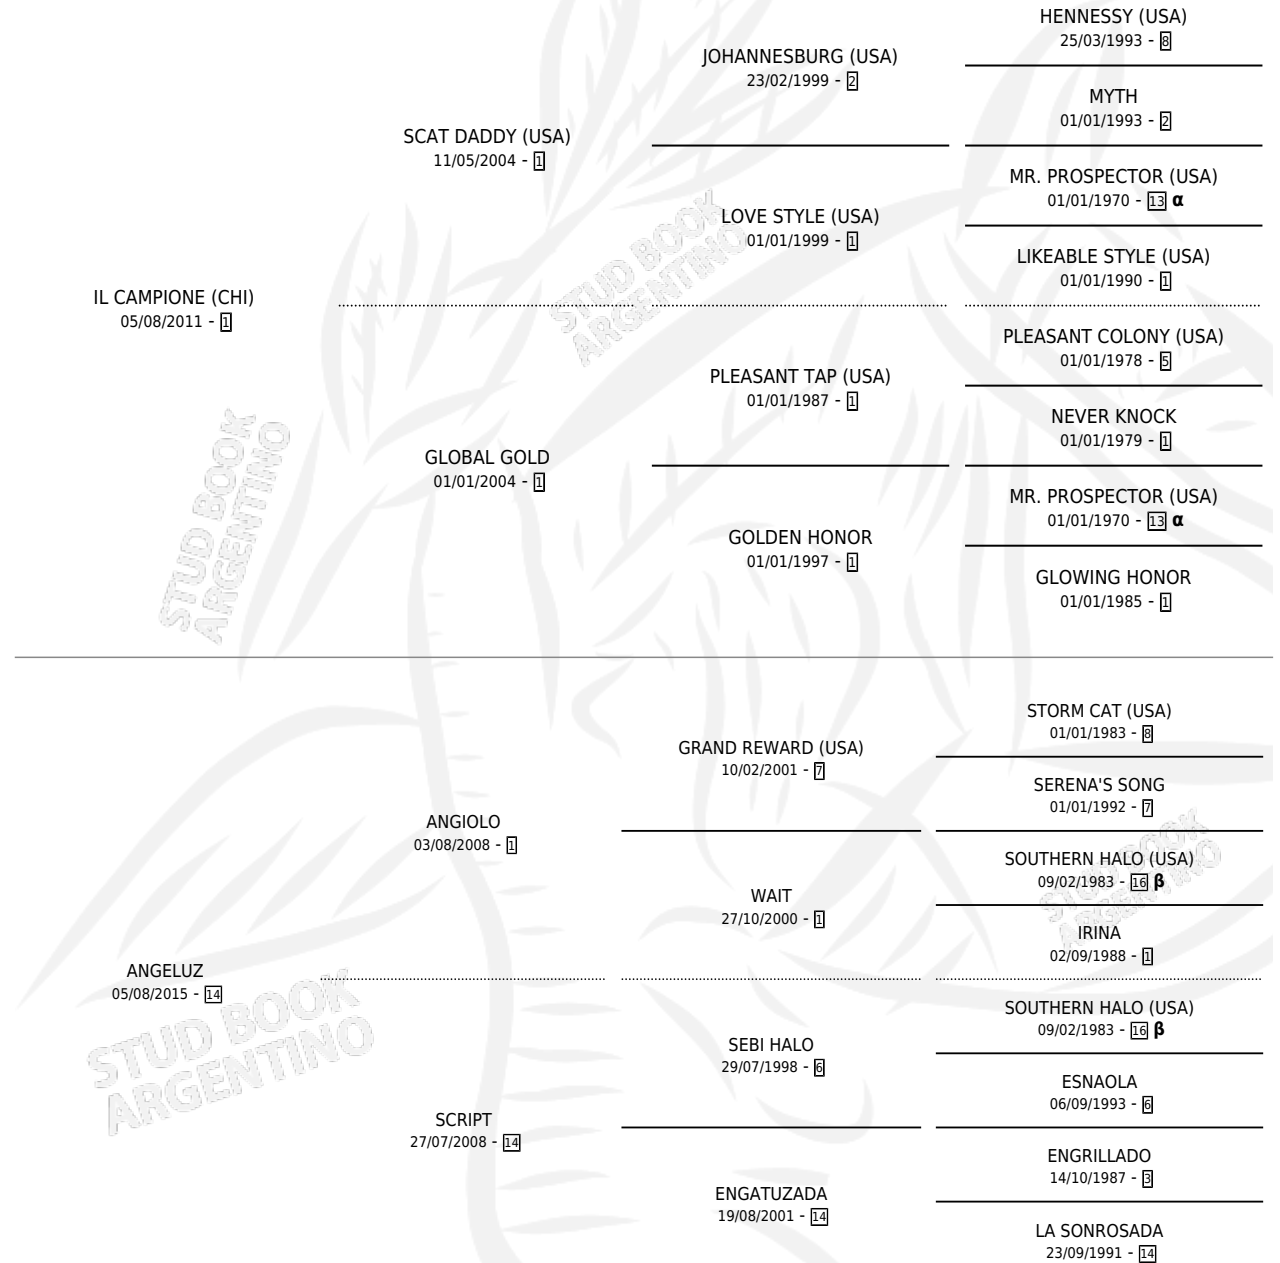 HENNESSY (USA)
25/03/1993 - 8
JOHANNESBURG (USA)
23/02/1999 - 2
MYTH
01/01/1993 - 2
SCAT DADDY (USA)
11/05/2004 - 1
MR. PROSPECTOR (USA)
01/01/1970 - 13 α
LOVE STYLE (USA)
01/01/1999 - 1
LIKEABLE STYLE (USA)
01/01/1990 - 1
IL CAMPIONE (CHI)
05/08/2011 - 1
PLEASANT COLONY (USA)
01/01/1978 - 5
PLEASANT TAP (USA)
01/01/1987 - 1
NEVER KNOCK
01/01/1979 - 1
GLOBAL GOLD
01/01/2004 - 1
MR. PROSPECTOR (USA)
01/01/1970 - 13 α
GOLDEN HONOR
01/01/1997 - 1
GLOWING HONOR
01/01/1985 - 1
STORM CAT (USA)
01/01/1983 - 8
GRAND REWARD (USA)
10/02/2001 - 7
SERENA'S SONG
01/01/1992 - 7
ANGIOLO
03/08/2008 - 1
SOUTHERN HALO (USA)
09/02/1983 - 16 β
WAIT
27/10/2000 - 1
IRINA
02/09/1988 - 1
ANGELUZ
05/08/2015 - 14
SOUTHERN HALO (USA)
09/02/1983 - 16 β
SEBI HALO
29/07/1998 - 6
ESNAOLA
06/09/1993 - 6
SCRIPT
27/07/2008 - 14
ENGRILLADO
14/10/1987 - 3
ENGATUZADA
19/08/2001 - 14
LA SONROSADA
23/09/1991 - 14
STUD BOOK
ARGENTINO
STUD BOOK
ARGENTINO
STUD BOOK
ARGENTINO
STUD BOOK
ARGENTINO